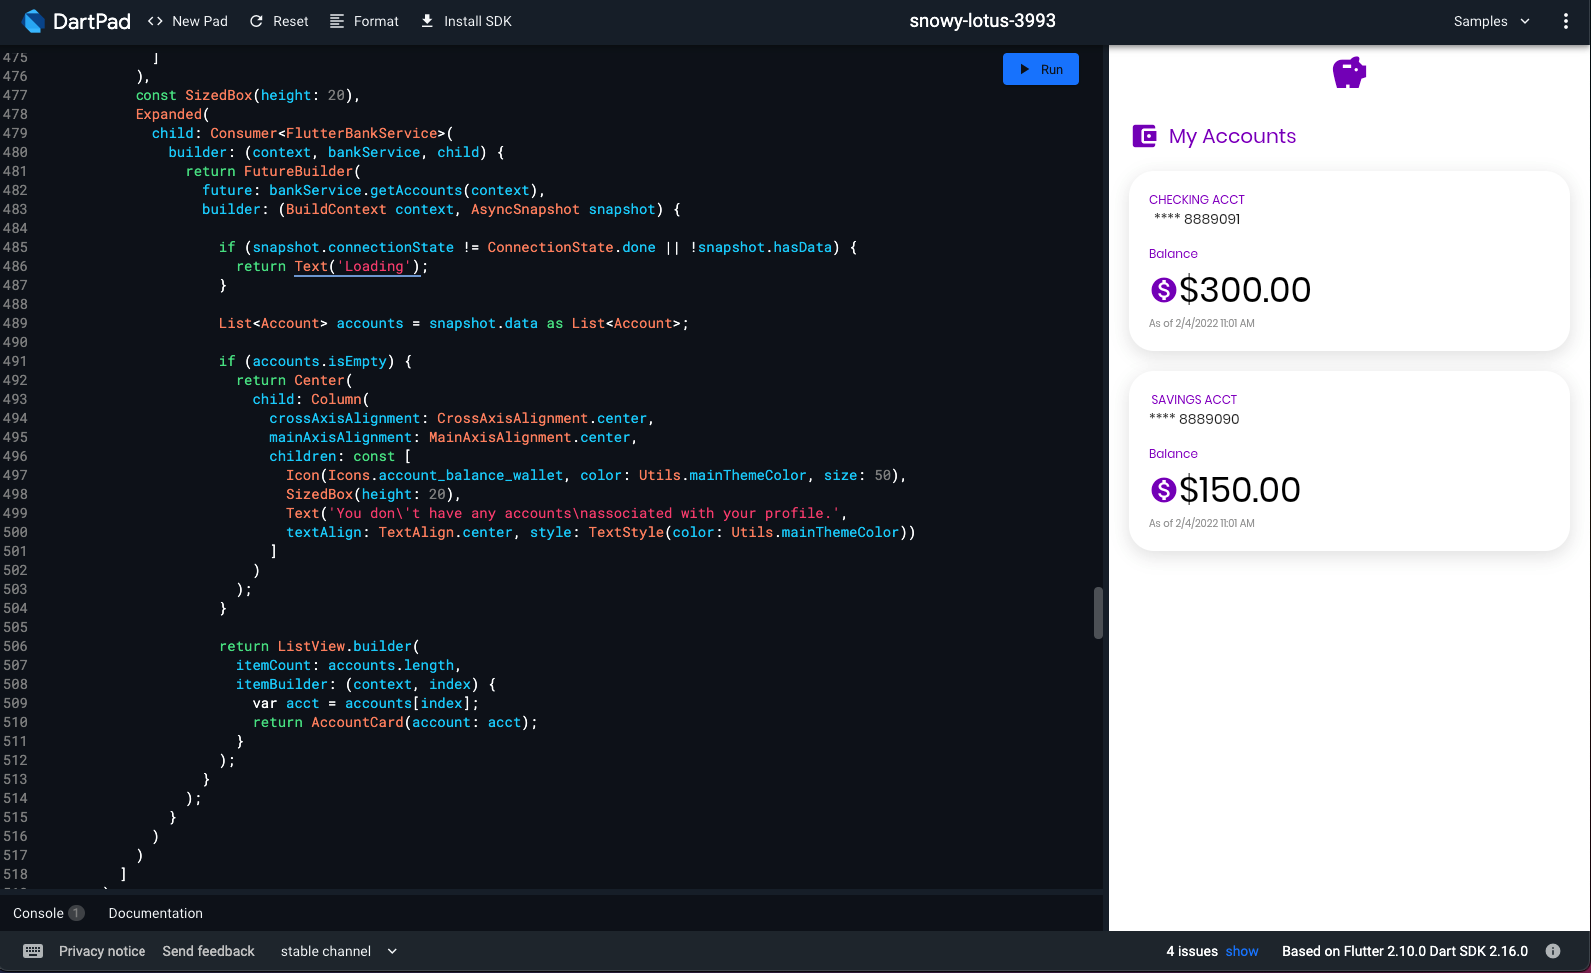 DartPad
<> New Pad
Reset
Format
Install SDK
snowy-lotus-3993
Samples
475 ]
476 ),
477 const SizedBox(height: 20),
478 Expanded(
479 child: Consumer<FlutterBankService>(
480 builder: (context, bankService, child) {
481 return FutureBuilder(
482 future: bankService.getAccounts(context),
483 builder: (BuildContext context, AsyncSnapshot snapshot) {
484
485 if (snapshot.connectionState != ConnectionState.done || !snapshot.hasData) {
486 return Text('Loading');
487 }
488
489 List<Account> accounts = snapshot.data as List<Account>;
490
491 if (accounts.isEmpty) {
492 return Center(
493 child: Column(
494 crossAxisAlignment: CrossAxisAlignment.center,
495 mainAxisAlignment: MainAxisAlignment.center,
496 children: const [
497 Icon(Icons.account_balance_wallet, color: Utils.mainThemeColor, size: 50),
498 SizedBox(height: 20),
499 Text('You don\'t have any accounts\nassociated with your profile.',
500 textAlign: TextAlign.center, style: TextStyle(color: Utils.mainThemeColor))
501 ]
502 )
503 );
504 }
505
506 return ListView.builder(
507 itemCount: accounts.length,
508 itemBuilder: (context, index) {
509 var acct = accounts[index];
510 return AccountCard(account: acct);
511 }
512 );
513 }
514 );
515 }
516 )
517 )
518 ]
Run
My Accounts
CHECKING ACCT
**** 8889091
Balance
$300.00
As of 2/4/2022 11:01 AM
SAVINGS ACCT
**** 8889090
Balance
$150.00
As of 2/4/2022 11:01 AM
Console 1
Documentation
Privacy notice
Send feedback
stable channel
4 issues show
Based on Flutter 2.10.0 Dart SDK 2.16.0